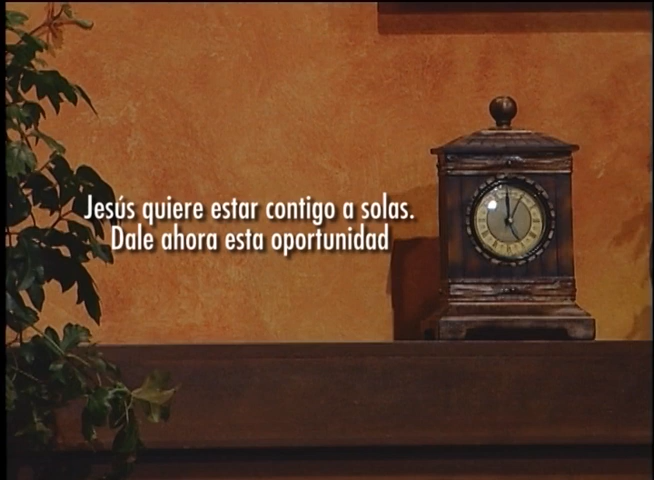 Jesús quiere estar contigo a solas.
Dale ahora esta oportunidad